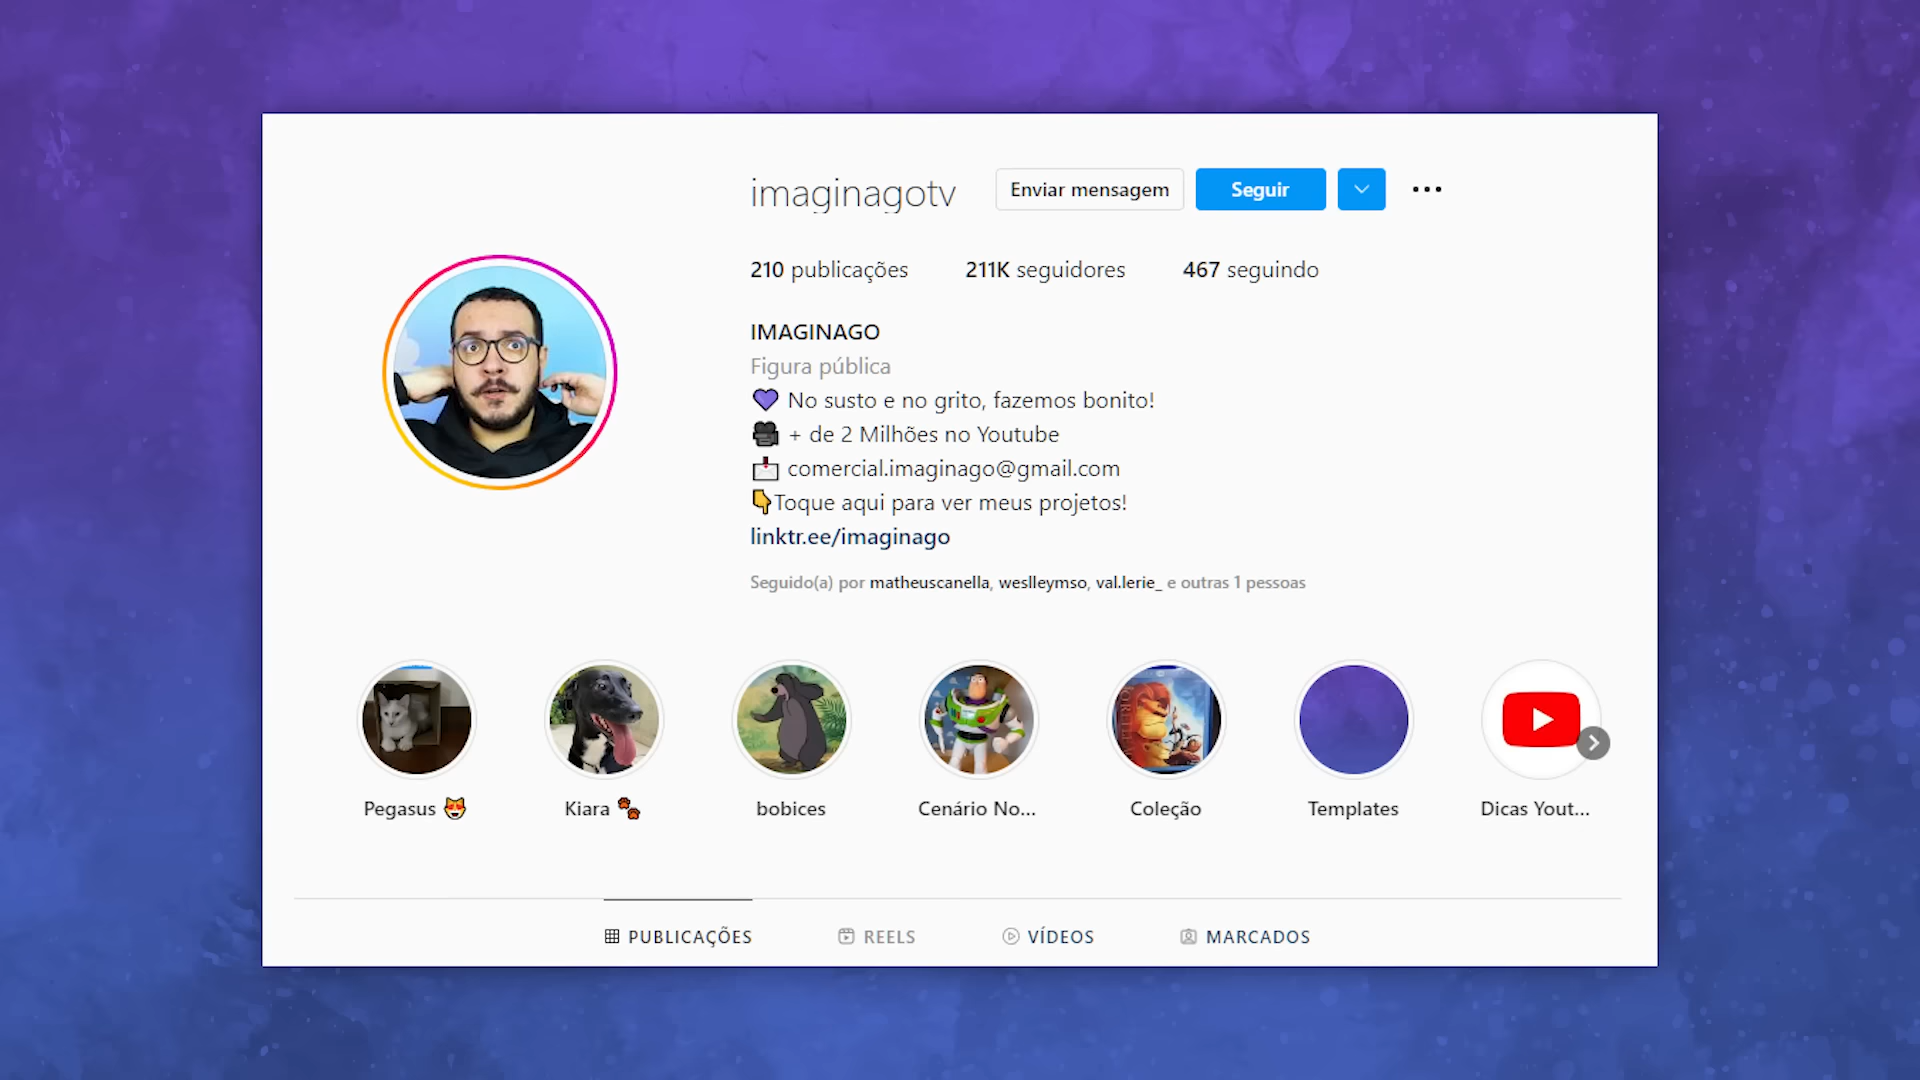 imaginagotv Enviar mensagem Seguir
210 publicações 211K seguidores 467 seguindo
IMAGINAGO
Figura pública
💜 No susto e no grito, fazemos bonito!
🎥 + de 2 Milhões no Youtube
📩 comercial.imaginago@gmail.com
👇Toque aqui para ver meus projetos!
linktr.ee/imaginago
Seguido(a) por matheuscanella, weslleymso, val.lerie_ e outras 1 pessoas
Pegasus 😻 Kiara 🐾 bobices Cenário No... Coleção Templates Dicas Yout...
PUBLICAÇÕES REELS VÍDEOS MARCADOS